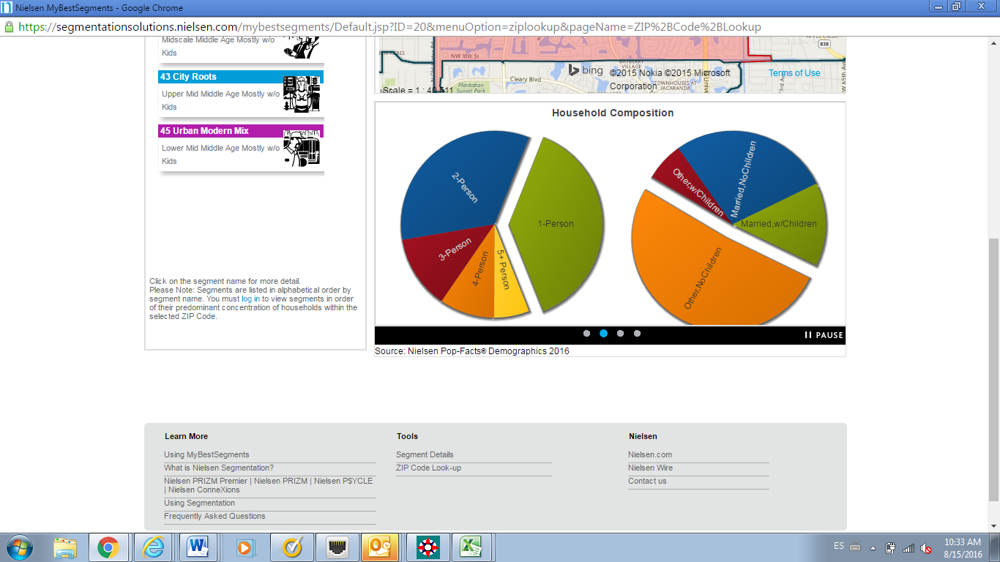 Nielsen MyBestSegments - Google Chrome
https://segmentationsolutions.nielsen.com/mybestsegments/Default.jsp?ID=20&menuOption=ziplookup&pageName=ZIP%2BCode%2BLookup
Midscale Middle Age Mostly w/o
Kids
43 City Roots
Upper Mid Middle Age Mostly w/o
Kids
45 Urban Modern Mix
Lower Mid Middle Age Mostly w/o
Kids
Click on the segment name for more detail.
Please Note: Segments are listed in alphabetical order by
segment name. You must log in to view segments in order
of their predominant concentration of households within the
selected ZIP Code.
NW 10th St
838
Cleary Blvd
Plantation
Sunset Park
VILLAGE
TOWNHOUSES AT
JACARANDA
W 65th Ave
bing
©2015 Nokia ©2015 Microsoft
Corporation
Terms of Use
Scale = 1 : 40,511
Household Composition
2-Person
1-Person
3-Person
4-Person
5+ Person
Other,w/Children
Married,NoChildren
Married,w/Children
Other,NoChildren
PAUSE
Source: Nielsen Pop-Facts® Demographics 2016
Learn More
Using MyBestSegments
What is Nielsen Segmentation?
Nielsen PRIZM Premier | Nielsen PRIZM | Nielsen P$YCLE
| Nielsen ConneXions
Using Segmentation
Frequently Asked Questions
Tools
Segment Details
ZIP Code Look-up
Nielsen
Nielsen.com
Nielsen Wire
Contact us
ES
10:33 AM
8/15/2016